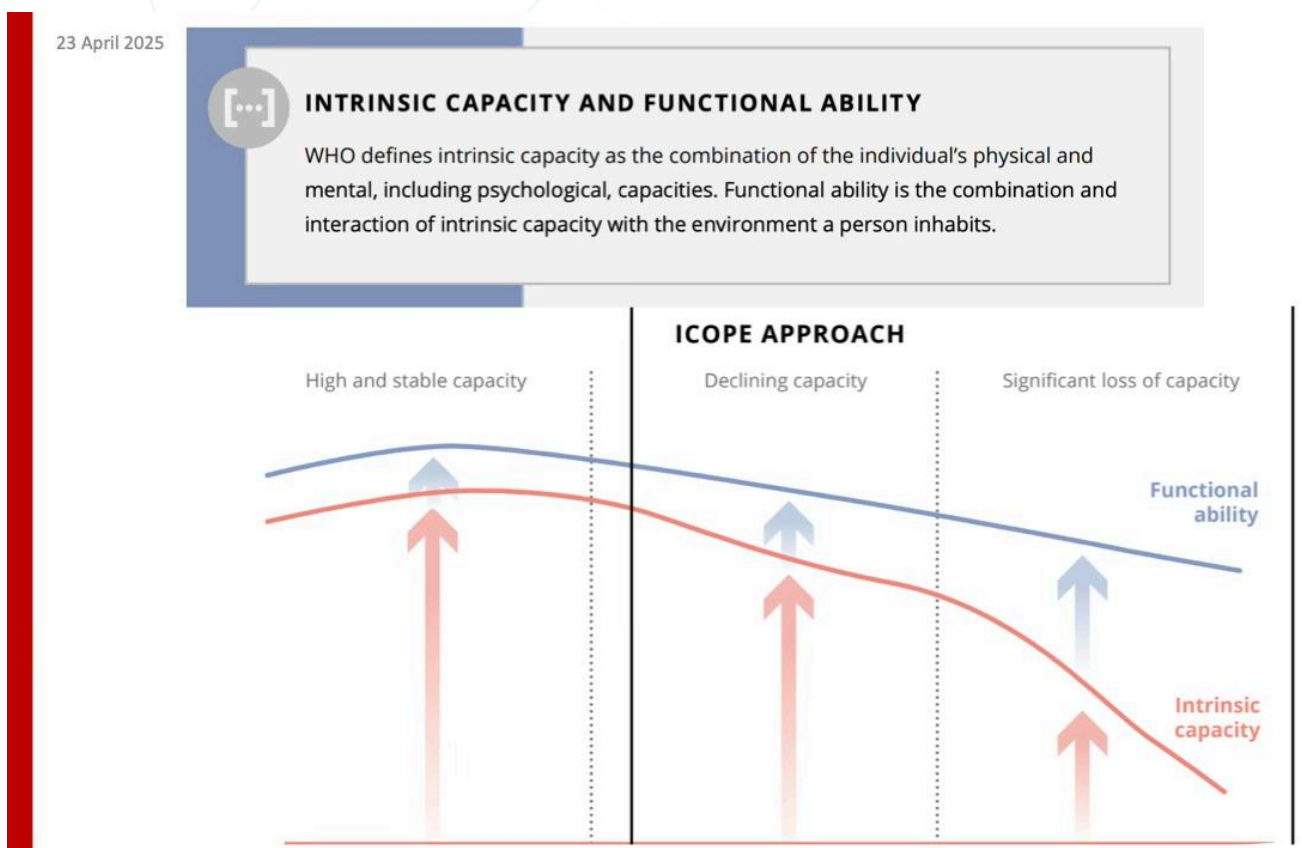 23 April 2025
[...]
INTRINSIC CAPACITY AND FUNCTIONAL ABILITY
WHO defines intrinsic capacity as the combination of the individual’s physical and
mental, including psychological, capacities. Functional ability is the combination and
interaction of intrinsic capacity with the environment a person inhabits.
ICOPE APPROACH
High and stable capacity
Declining capacity
Significant loss of capacity
Functional
ability
Intrinsic
capacity